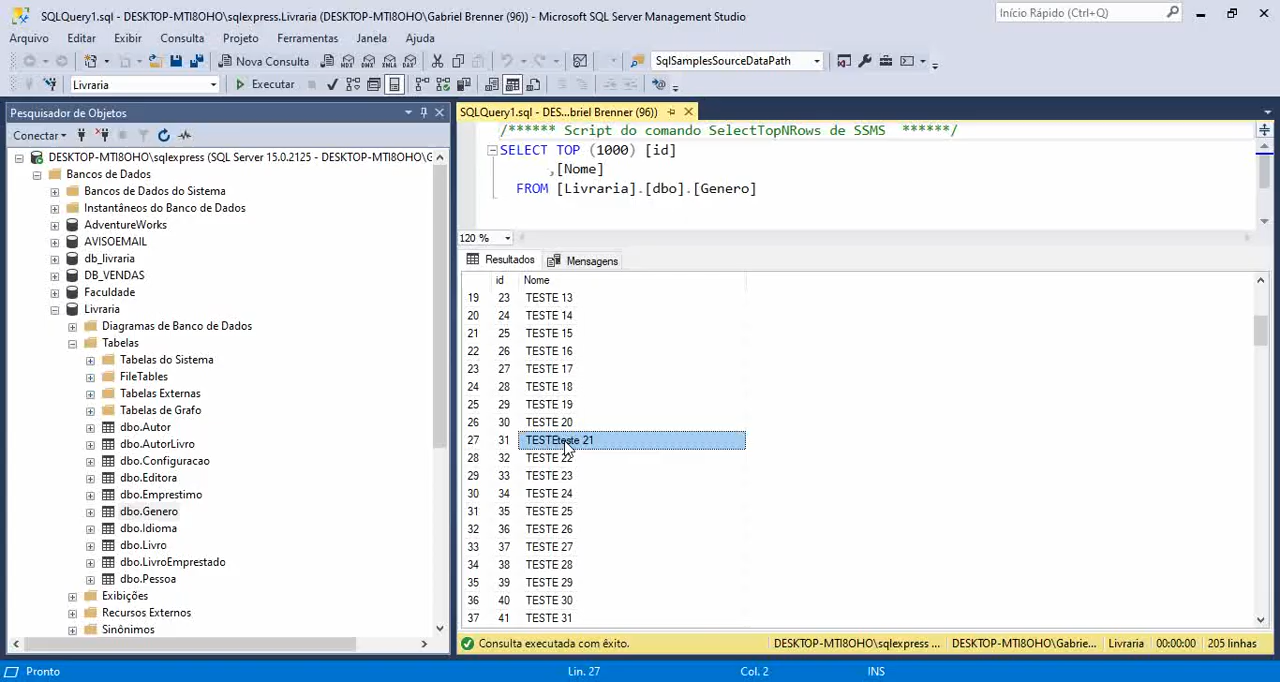 SQLQuery1.sql - DESKTOP-MTI8OHO\sqlexpress.Livraria (DESKTOP-MTI8OHO\Gabriel Brenner (96)) - Microsoft SQL Server Management Studio
Início Rápido (Ctrl+Q)
Arquivo Editar Exibir Consulta Projeto Ferramentas Janela Ajuda
Nova Consulta
SqlSamplesSourceDataPath
Livraria
Executar
Pesquisador de Objetos
SQLQuery1.sql - DES...briel Brenner (96))
Conectar
DESKTOP-MTI8OHO\sqlexpress (SQL Server 15.0.2125 - DESKTOP-MTI8OHO\G
Bancos de Dados
Bancos de Dados do Sistema
Instantâneos do Banco de Dados
AdventureWorks
AVISOEMAIL
db_livraria
DB_VENDAS
Faculdade
Livraria
Diagramas de Banco de Dados
Tabelas
Tabelas do Sistema
FileTables
Tabelas Externas
Tabelas de Grafo
dbo.Autor
dbo.AutorLivro
dbo.Configuracao
dbo.Editora
dbo.Emprestimo
dbo.Genero
dbo.Idioma
dbo.Livro
dbo.LivroEmprestado
dbo.Pessoa
Exibições
Recursos Externos
Sinônimos
/****** Script do comando SelectTopNRows de SSMS ******/
SELECT TOP (1000) [id]
,[Nome]
FROM [Livraria].[dbo].[Genero]
120 %
Resultados Mensagens
id Nome
19 23 TESTE 13
20 24 TESTE 14
21 25 TESTE 15
22 26 TESTE 16
23 27 TESTE 17
24 28 TESTE 18
25 29 TESTE 19
26 30 TESTE 20
27 31 TESTEteste 21
28 32 TESTE 22
29 33 TESTE 23
30 34 TESTE 24
31 35 TESTE 25
32 36 TESTE 26
33 37 TESTE 27
34 38 TESTE 28
35 39 TESTE 29
36 40 TESTE 30
37 41 TESTE 31
Consulta executada com êxito.
DESKTOP-MTI8OHO\sqlexpress ... DESKTOP-MTI8OHO\Gabrie... Livraria 00:00:00 205 linhas
Pronto Lin. 27 Col. 2 INS